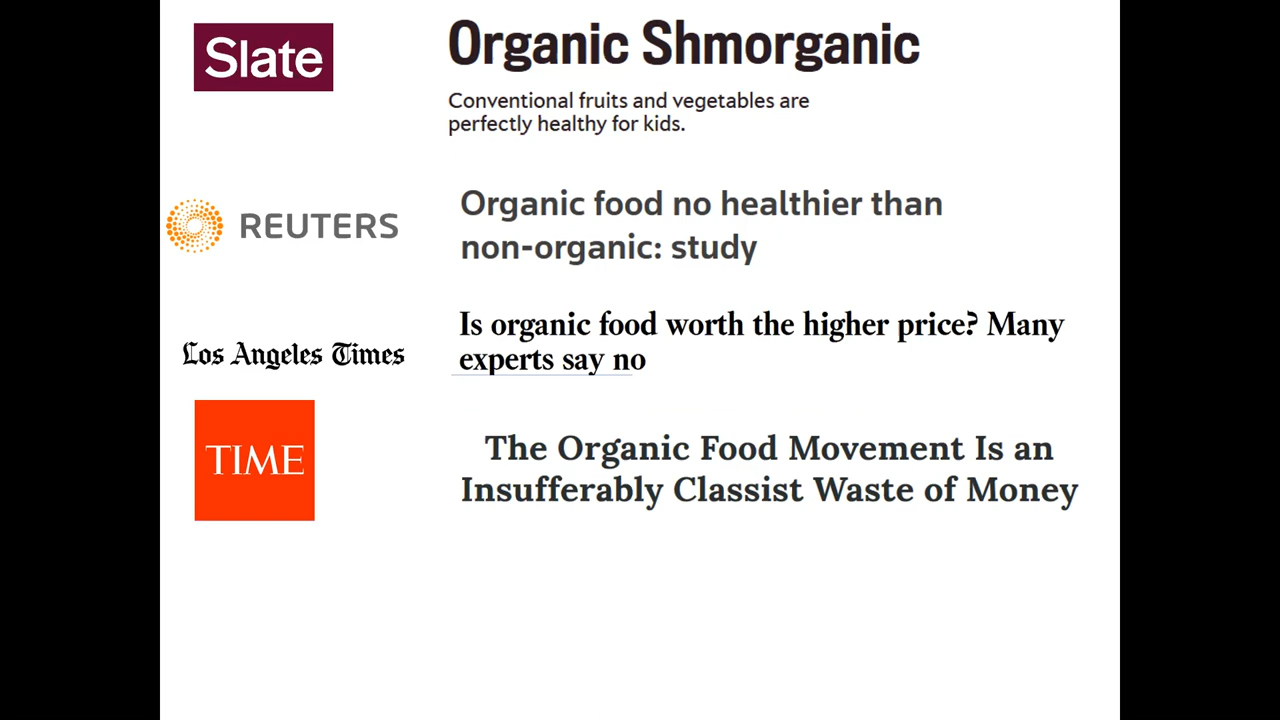 Slate
Organic Shmorganic
Conventional fruits and vegetables are
perfectly healthy for kids.
REUTERS
Organic food no healthier than
non-organic: study
Los Angeles Times
Is organic food worth the higher price? Many
experts say no
TIME
The Organic Food Movement Is an
Insufferably Classist Waste of Money